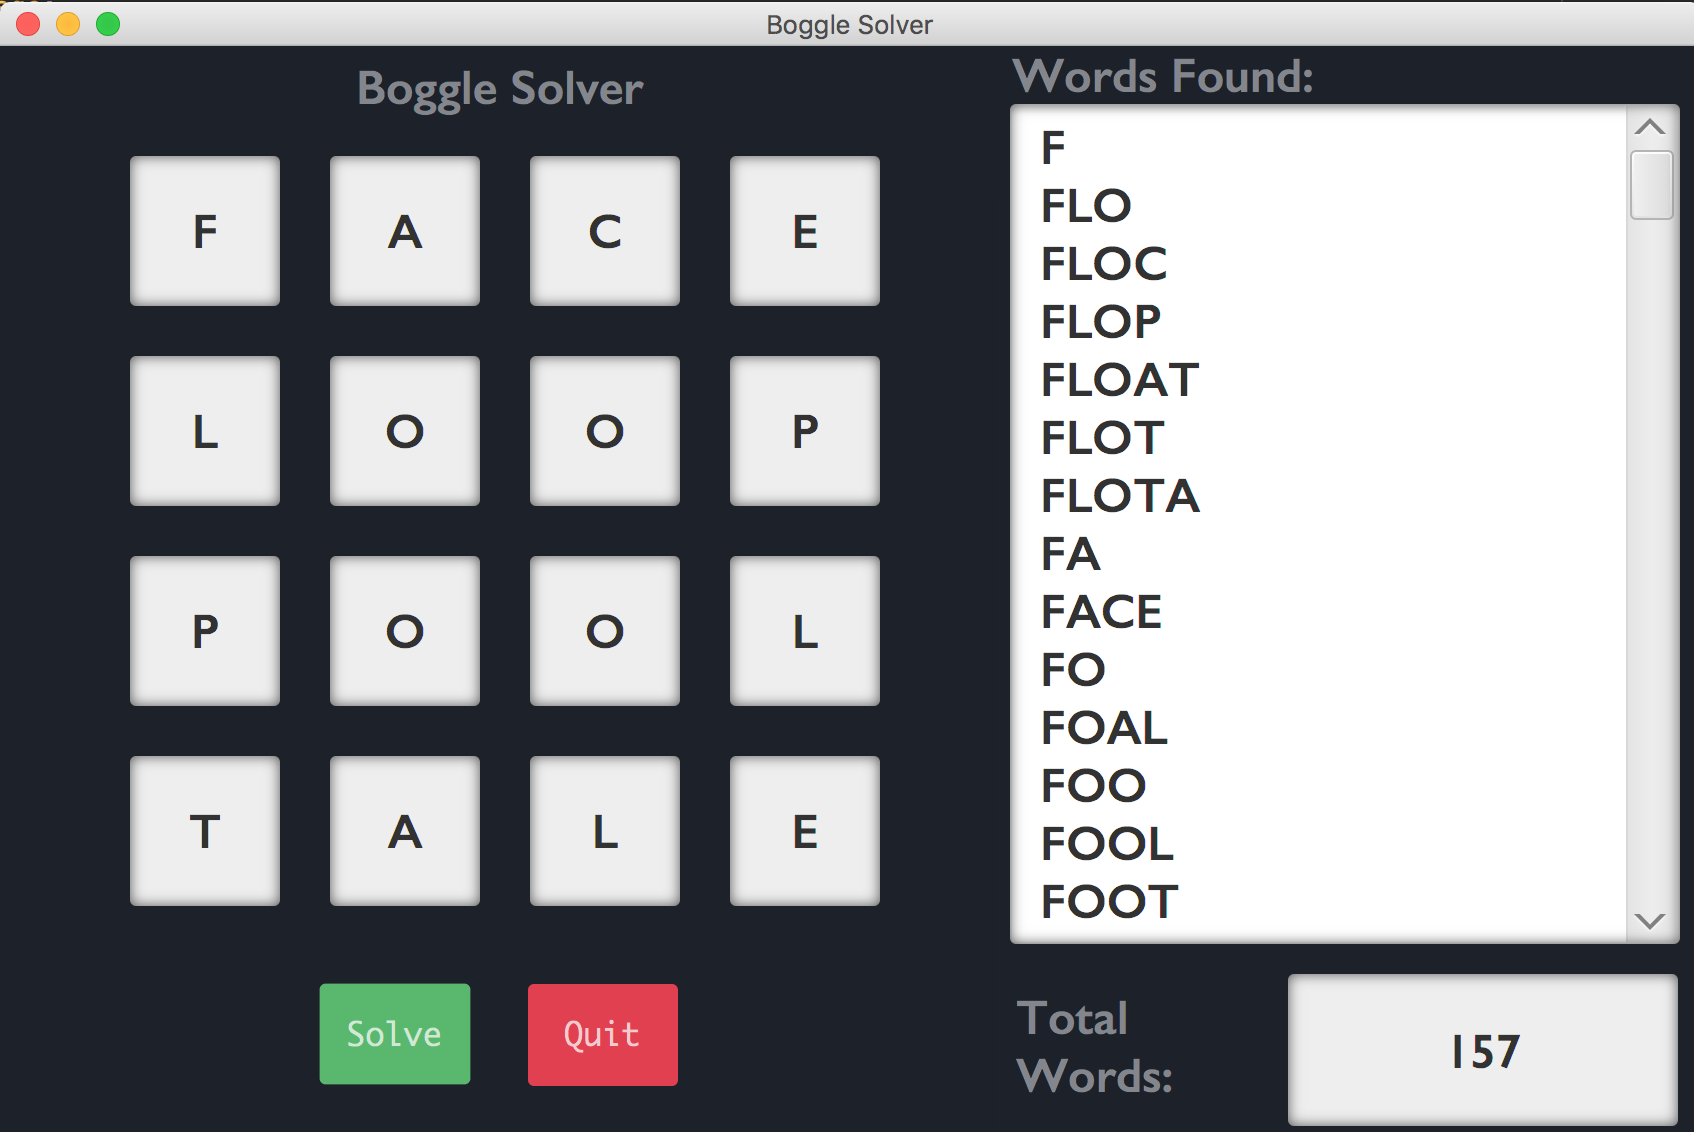 Boggle Solver
Boggle Solver
F A C E
L O O P
P O O L
T A L E
Solve Quit
Words Found:
F
FLO
FLOC
FLOP
FLOAT
FLOT
FLOTA
FA
FACE
FO
FOAL
FOO
FOOL
FOOT
Total
Words:
157